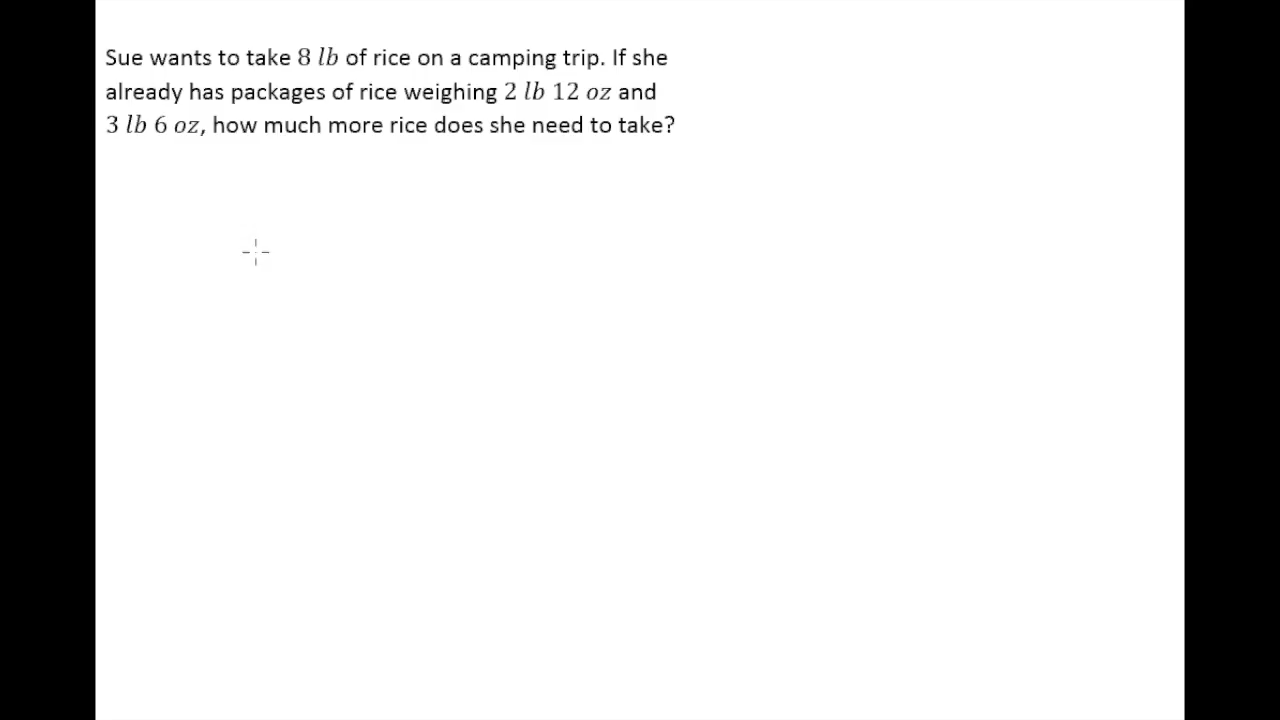 Sue wants to take 8 lb of rice on a camping trip. If she
already has packages of rice weighing 2 lb 12 oz and
3 lb 6 oz, how much more rice does she need to take?